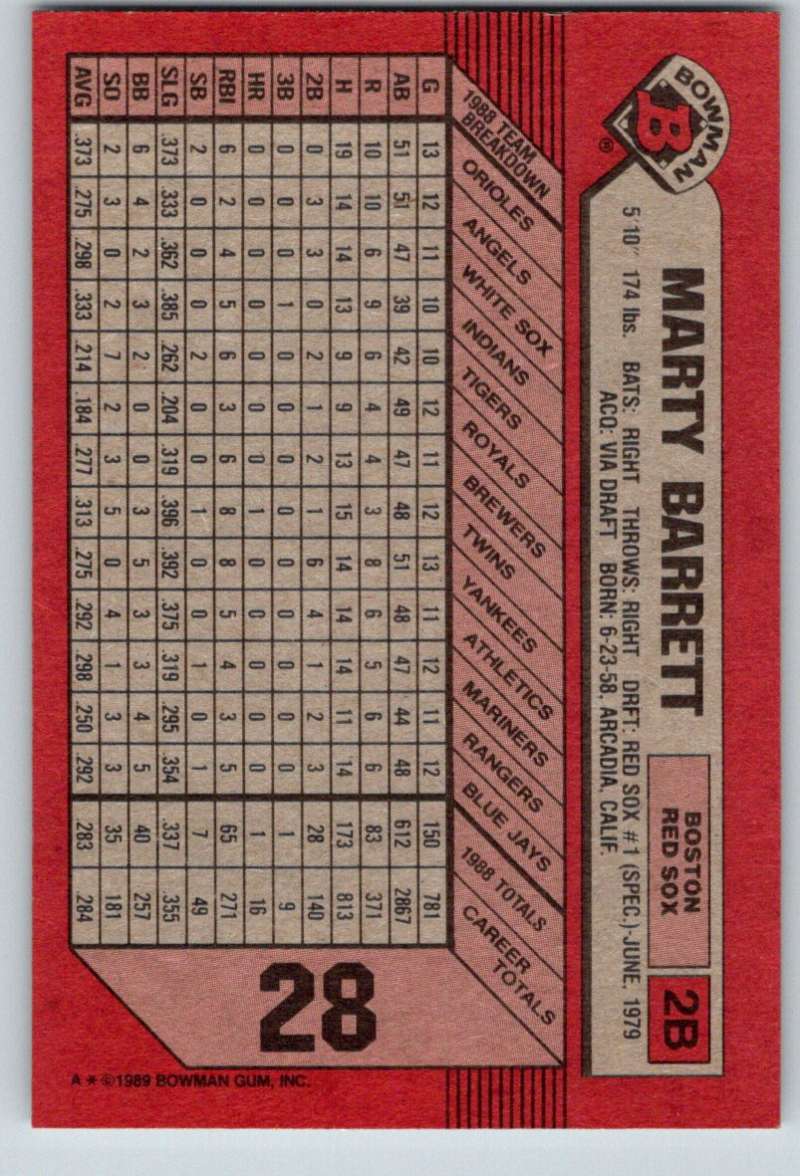 BOWMAN
B
®
MARTY BARRETT
BOSTON
RED SOX
2B
5'10" 174 lbs. BATS: RIGHT THROWS: RIGHT DRFT: RED SOX #1 (SPEC.)-JUNE, 1979
ACQ: VIA DRAFT BORN: 6-23-58, ARCADIA, CALIF.
1988 TEAM
BREAKDOWN
ORIOLES
ANGELS
WHITE SOX
INDIANS
TIGERS
ROYALS
BREWERS
TWINS
YANKEES
ATHLETICS
MARINERS
RANGERS
BLUE JAYS
1988 TOTALS
CAREER
TOTALS
G 13 12 11 10 10 12 11 12 13 11 12 11 12 150 781
AB 51 51 47 39 42 49 47 48 51 48 47 44 48 612 2867
R 10 10 6 9 6 4 4 3 8 6 5 6 6 83 371
H 19 14 14 13 9 9 13 15 14 14 14 11 14 173 813
2B 0 3 3 0 2 1 2 1 6 4 1 2 3 28 140
3B 0 0 0 1 0 0 0 0 0 0 0 0 0 1 9
HR 0 0 0 0 0 0 0 1 0 0 0 0 0 1 16
RBI 6 2 4 5 6 3 6 8 8 5 4 3 5 65 271
SB 2 0 0 0 2 0 0 1 0 0 1 0 1 7 49
SLG .373 .333 .362 .385 .262 .204 .319 .396 .392 .375 .319 .295 .354 .337 .355
BB 6 4 2 3 2 0 0 3 5 3 3 4 5 40 257
SO 2 3 0 2 7 2 3 5 0 4 1 3 3 35 181
AVG .373 .275 .298 .333 .214 .184 .277 .313 .275 .292 .298 .250 .292 .283 .284
28
A ★ ©1989 BOWMAN GUM, INC.